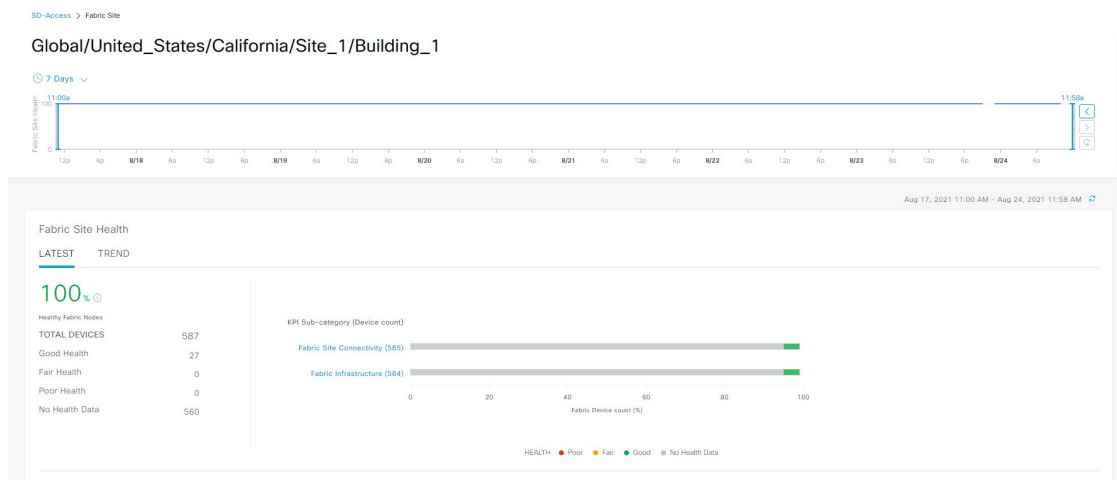 SD-Access > Fabric Site
Global/United_States/California/Site_1/Building_1
7 Days
11:00a 11:58a
Fabric Site Health
100
0
12p 6p 8/18 6a 12p 6p 8/19 6a 12p 6p 8/20 6a 12p 6p 8/21 6a 12p 6p 8/22 6a 12p 6p 8/23 6a 12p 6p 8/24 6a
Aug 17, 2021 11:00 AM - Aug 24, 2021 11:58 AM
Fabric Site Health
LATEST TREND
100%
Healthy Fabric Nodes
TOTAL DEVICES 587
Good Health 27
Fair Health 0
Poor Health 0
No Health Data 560
KPI Sub-category (Device count)
Fabric Site Connectivity (585)
Fabric Infrastructure (584)
0 20 40 60 80 100
Fabric Device count (%)
HEALTH Poor Fair Good No Health Data